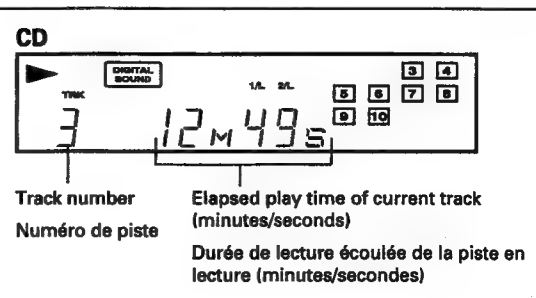 CD
DIGITAL
SOUND
3 4
TRK
1/L 2/L
5 6 7 8
3 12M 49s
9 10
Track number
Numéro de piste
Elapsed play time of current track
(minutes/seconds)
Durée de lecture écoulée de la piste en
lecture (minutes/secondes)